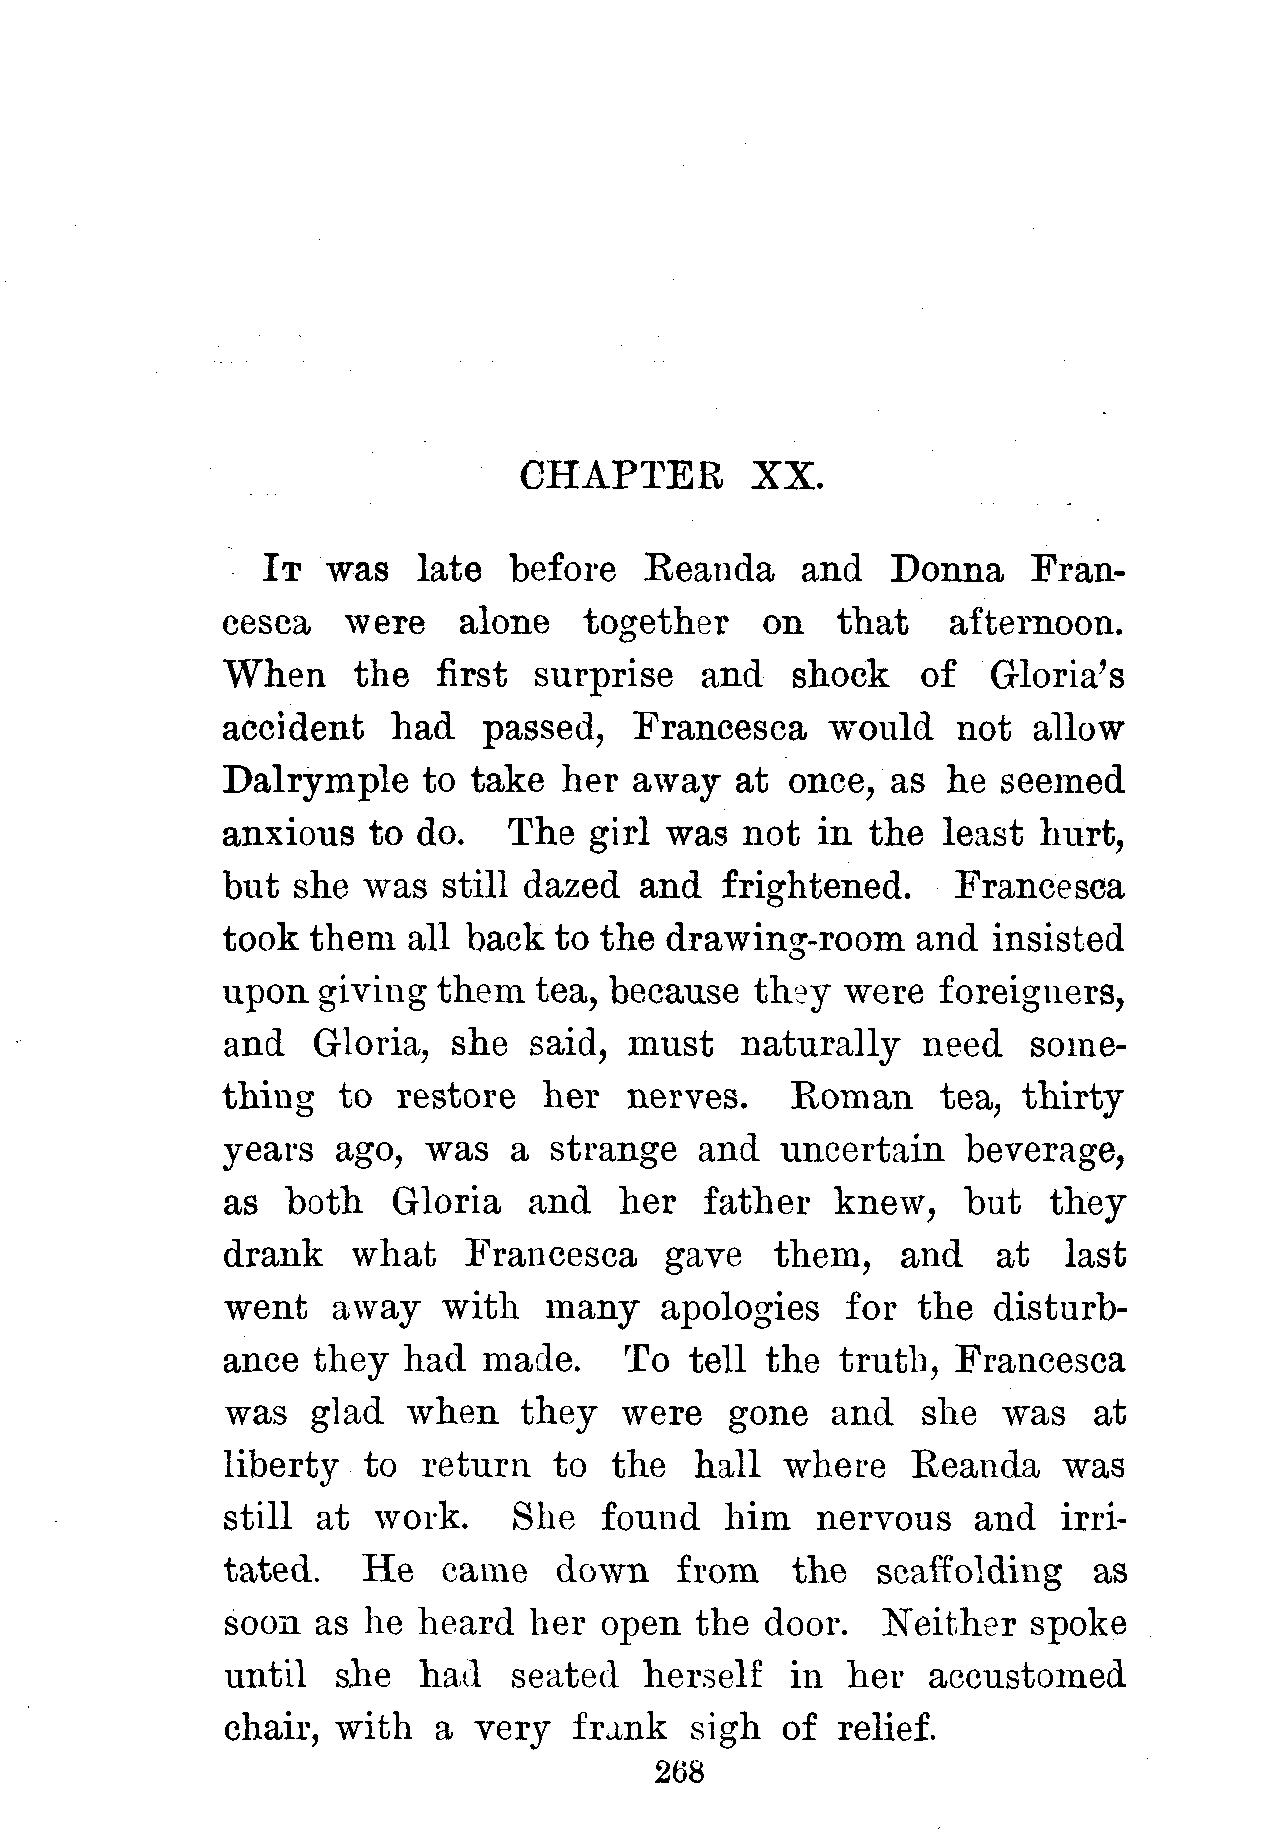 CHAPTER XX.
IT was late before Reanda and Donna Fran-
cesca were alone together on that afternoon.
When the first surprise and shock of Gloria's
accident had passed, Francesca would not allow
Dalrymple to take her away at once, as he seemed
anxious to do. The girl was not in the least hurt,
but she was still dazed and frightened. Francesca
took them all back to the drawing-room and insisted
upon giving them tea, because they were foreigners,
and Gloria, she said, must naturally need some-
thing to restore her nerves. Roman tea, thirty
years ago, was a strange and uncertain beverage,
as both Gloria and her father knew, but they
drank what Francesca gave them, and at last
went away with many apologies for the disturb-
ance they had made. To tell the truth, Francesca
was glad when they were gone and she was at
liberty to return to the hall where Reanda was
still at work. She found him nervous and irri-
tated. He came down from the scaffolding as
soon as he heard her open the door. Neither spoke
until she had seated herself in her accustomed
chair, with a very frank sigh of relief.
268